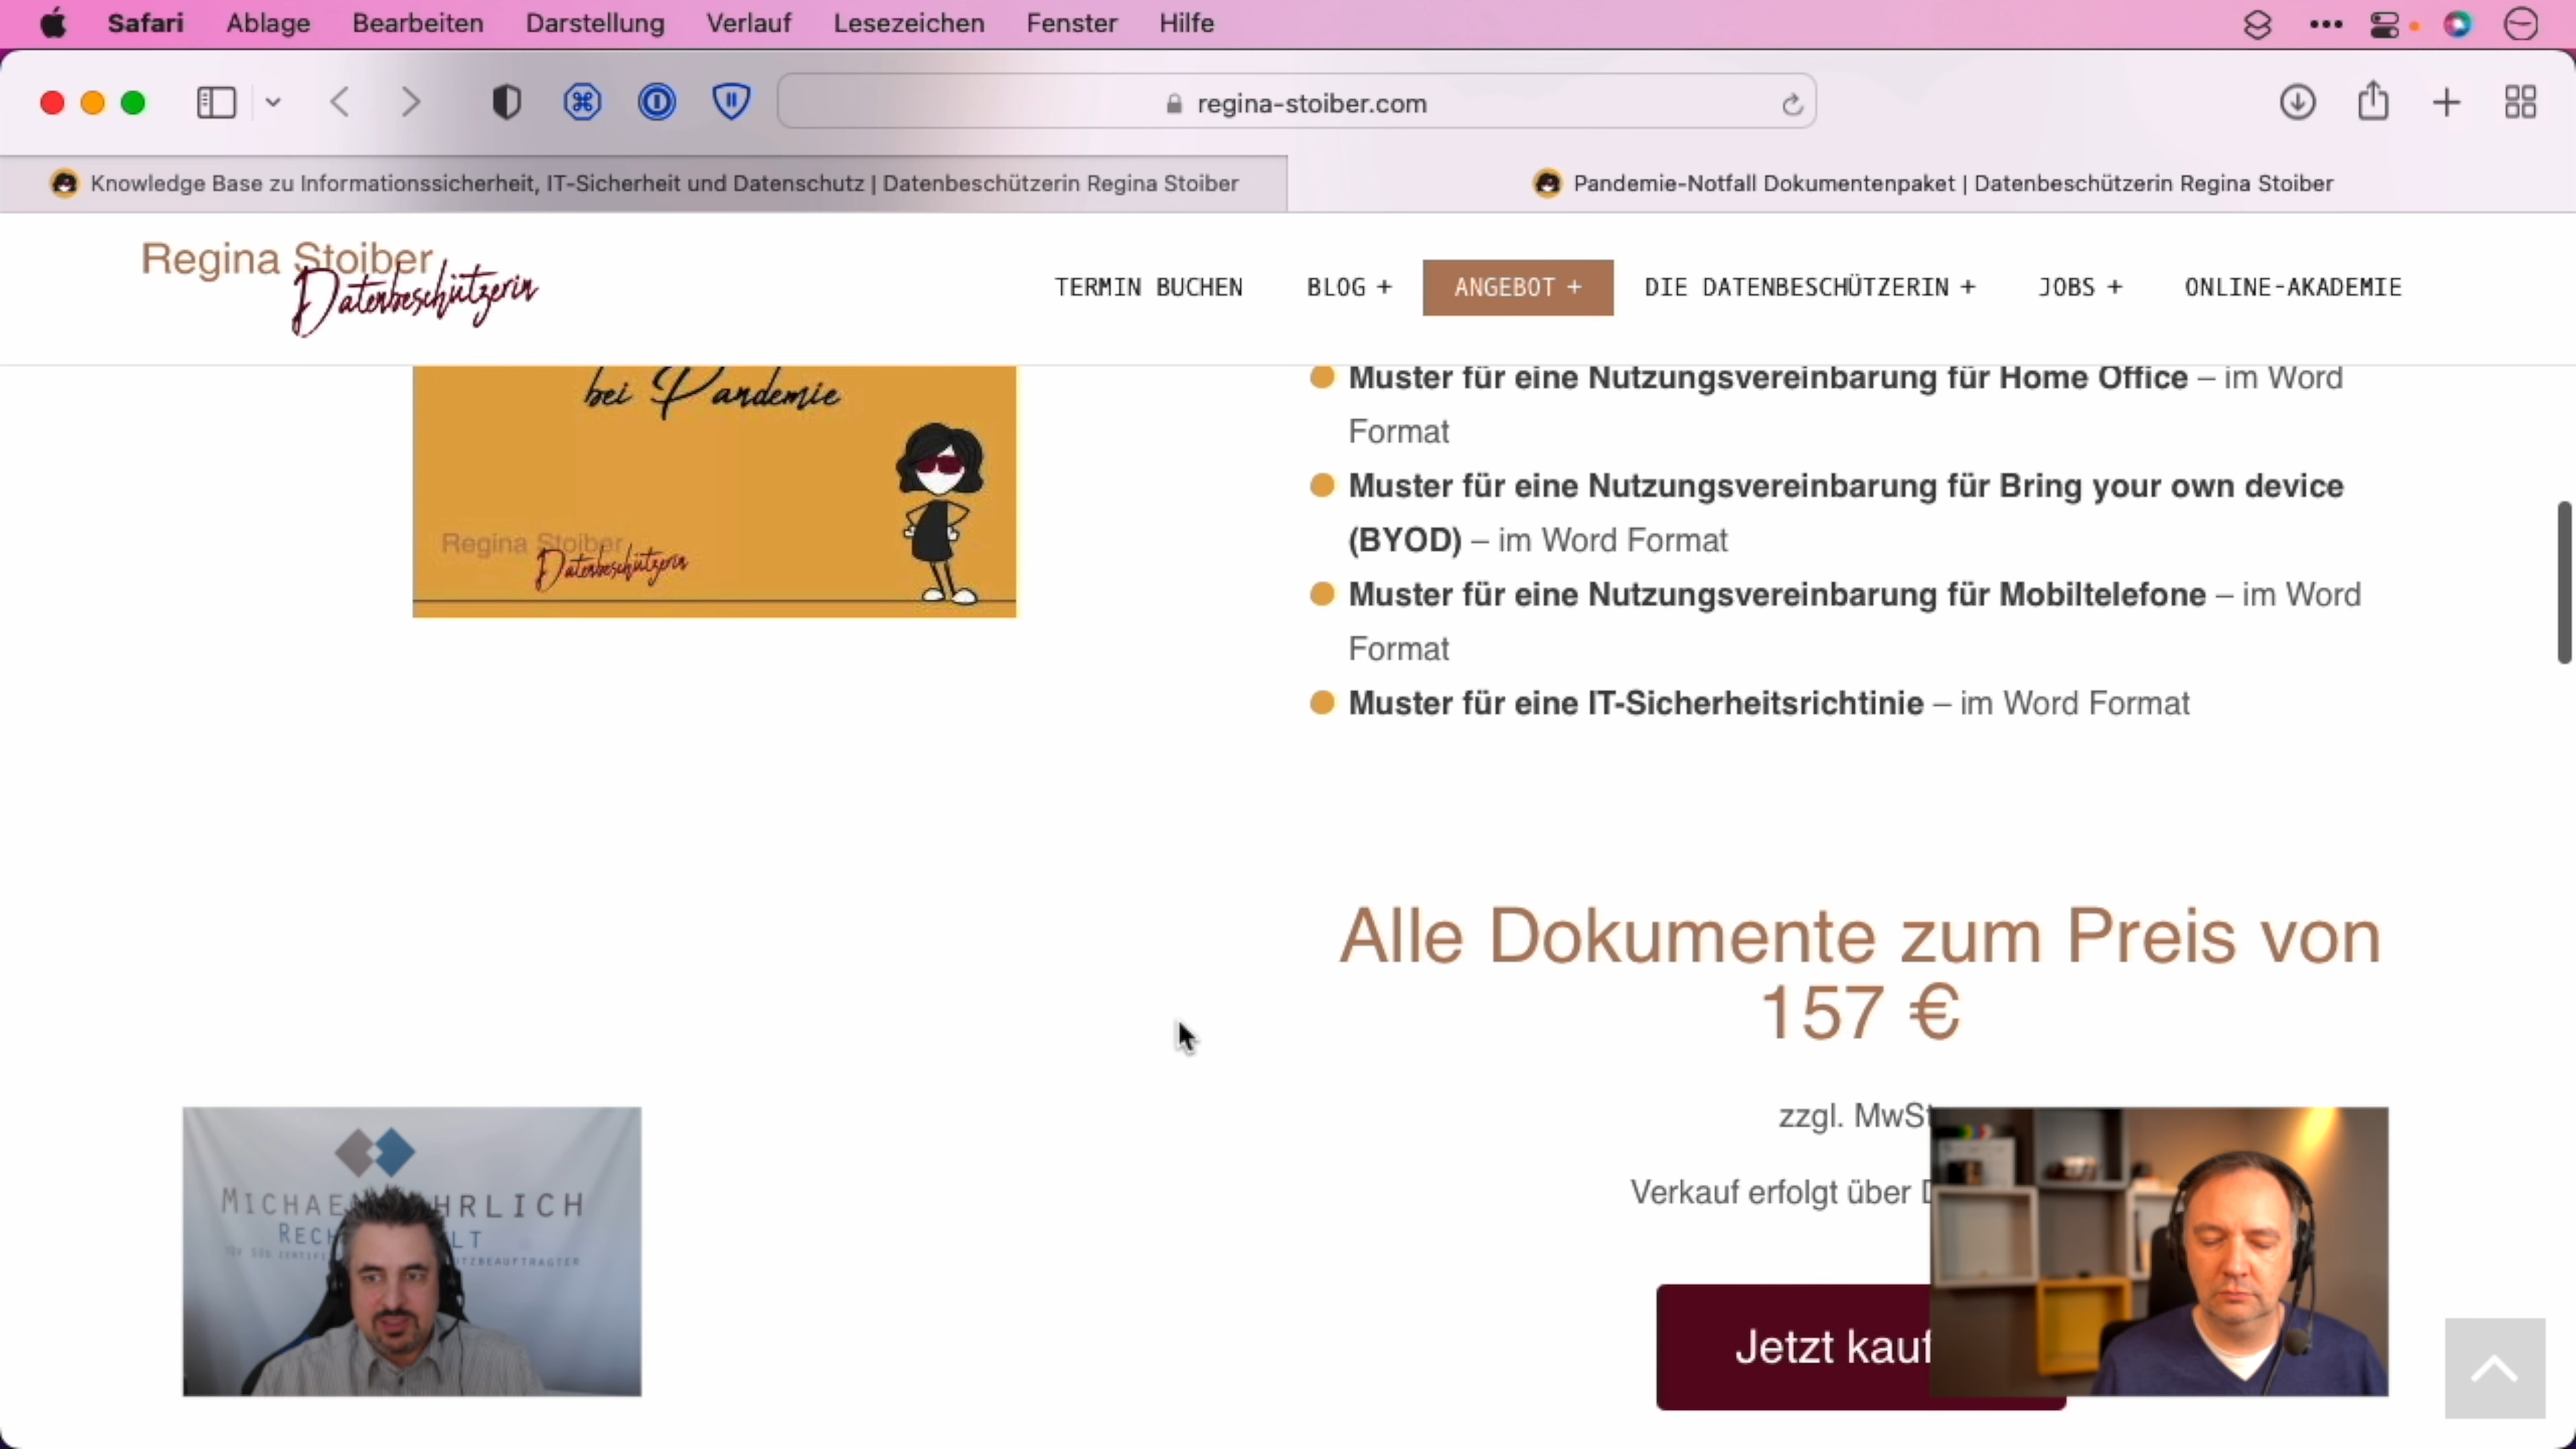 Safari Ablage Bearbeiten Darstellung Verlauf Lesezeichen Fenster Hilfe
regina-stoiber.com
Knowledge Base zu Informationssicherheit, IT-Sicherheit und Datenschutz | Datenbeschützerin Regina Stoiber
Pandemie-Notfall Dokumentenpaket | Datenbeschützerin Regina Stoiber
Regina Stoiber
Datenbeschützerin
TERMIN BUCHEN BLOG + ANGEBOT + DIE DATENBESCHÜTZERIN + JOBS + ONLINE-AKADEMIE
bei Pandemie
Regina Stoiber
Datenbeschützerin
Muster für eine Nutzungsvereinbarung für Home Office – im Word
Format
Muster für eine Nutzungsvereinbarung für Bring your own device
(BYOD) – im Word Format
Muster für eine Nutzungsvereinbarung für Mobiltelefone – im Word
Format
Muster für eine IT-Sicherheitsrichtinie – im Word Format
Alle Dokumente zum Preis von
157 €
zzgl. MwSt
Verkauf erfolgt über
Jetzt kauf